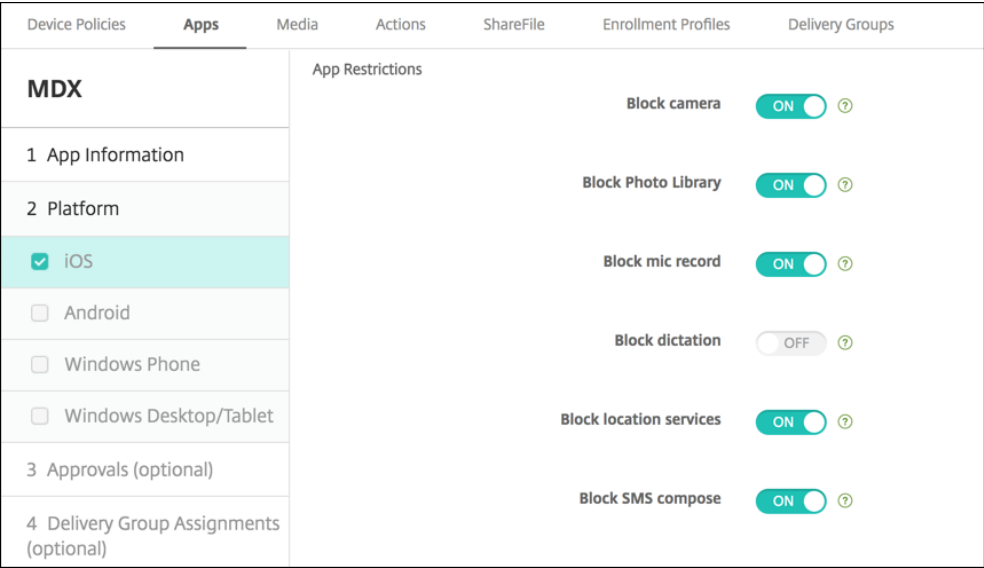 Device Policies Apps Media Actions ShareFile Enrollment Profiles Delivery Groups
MDX
1 App Information
2 Platform
iOS
Android
Windows Phone
Windows Desktop/Tablet
3 Approvals (optional)
4 Delivery Group Assignments
(optional)
App Restrictions
Block camera ON ?
Block Photo Library ON ?
Block mic record ON ?
Block dictation OFF ?
Block location services ON ?
Block SMS compose ON ?